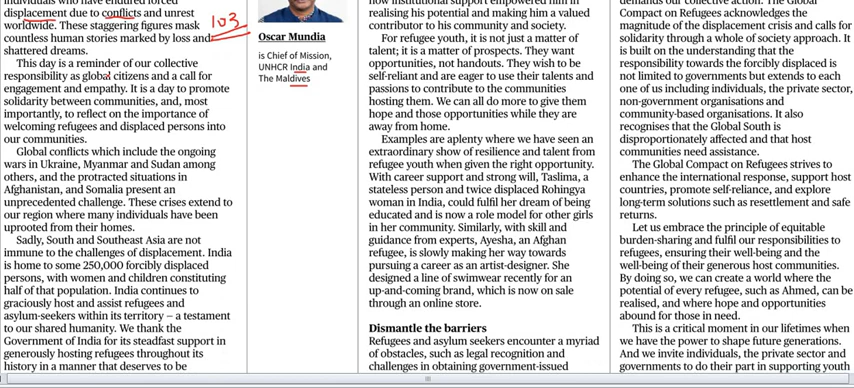 individuals who have endured forced
displacement due to conflicts and unrest
worldwide. These staggering figures mask
countless human stories marked by loss and
shattered dreams.
This day is a reminder of our collective
responsibility as global citizens and a call for
engagement and empathy. It is a day to promote
solidarity between communities, and, most
importantly, to reflect on the importance of
welcoming refugees and displaced persons into
our communities.
Global conflicts which include the ongoing
wars in Ukraine, Myanmar and Sudan among
others, and the protracted situations in
Afghanistan, and Somalia present an
unprecedented challenge. These crises extend to
our region where many individuals have been
uprooted from their homes.
Sadly, South and Southeast Asia are not
immune to the challenges of displacement. India
is home to some 250,000 forcibly displaced
persons, with women and children constituting
half of that population. India continues to
graciously host and assist refugees and
asylum-seekers within its territory — a testament
to our shared humanity. We thank the
Government of India for its steadfast support in
generously hosting refugees throughout its
history in a manner that deserves to be
103
Oscar Mundia
is Chief of Mission,
UNHCR India and
The Maldives
how institutional support empowered him in
realising his potential and making him a valued
contributor to his community and society.
For refugee youth, it is not just a matter of
talent; it is a matter of prospects. They want
opportunities, not handouts. They wish to be
self-reliant and are eager to use their talents and
passions to contribute to the communities
hosting them. We can all do more to give them
hope and those opportunities while they are
away from home.
Examples are aplenty where we have seen an
extraordinary show of resilience and talent from
refugee youth when given the right opportunity.
With career support and strong will, Taslima, a
stateless person and twice displaced Rohingya
woman in India, could fulfil her dream of being
educated and is now a role model for other girls
in her community. Similarly, with skill and
guidance from experts, Ayesha, an Afghan
refugee, is slowly making her way towards
pursuing a career as an artist-designer. She
designed a line of swimwear recently for an
up-and-coming brand, which is now on sale
through an online store.
Dismantle the barriers
Refugees and asylum seekers encounter a myriad
of obstacles, such as legal recognition and
challenges in obtaining government-issued
demands our collective action. The Global
Compact on Refugees acknowledges the
magnitude of the displacement crisis and calls for
solidarity through a whole of society approach. It
is built on the understanding that the
responsibility towards the forcibly displaced is
not limited to governments but extends to each
one of us including individuals, the private sector,
non-government organisations and
community-based organisations. It also
recognises that the Global South is
disproportionately affected and that host
communities need assistance.
The Global Compact on Refugees strives to
enhance the international response, support host
countries, promote self-reliance, and explore
long-term solutions such as resettlement and safe
returns.
Let us embrace the principle of equitable
burden-sharing and fulfil our responsibilities to
refugees, ensuring their well-being and the
well-being of their generous host communities.
By doing so, we can create a world where the
potential of every refugee, such as Ahmed, can be
realised, and where hope and opportunities
abound for those in need.
This is a critical moment in our lifetimes when
we have the power to shape future generations.
And we invite individuals, the private sector and
governments to do their part in supporting youth